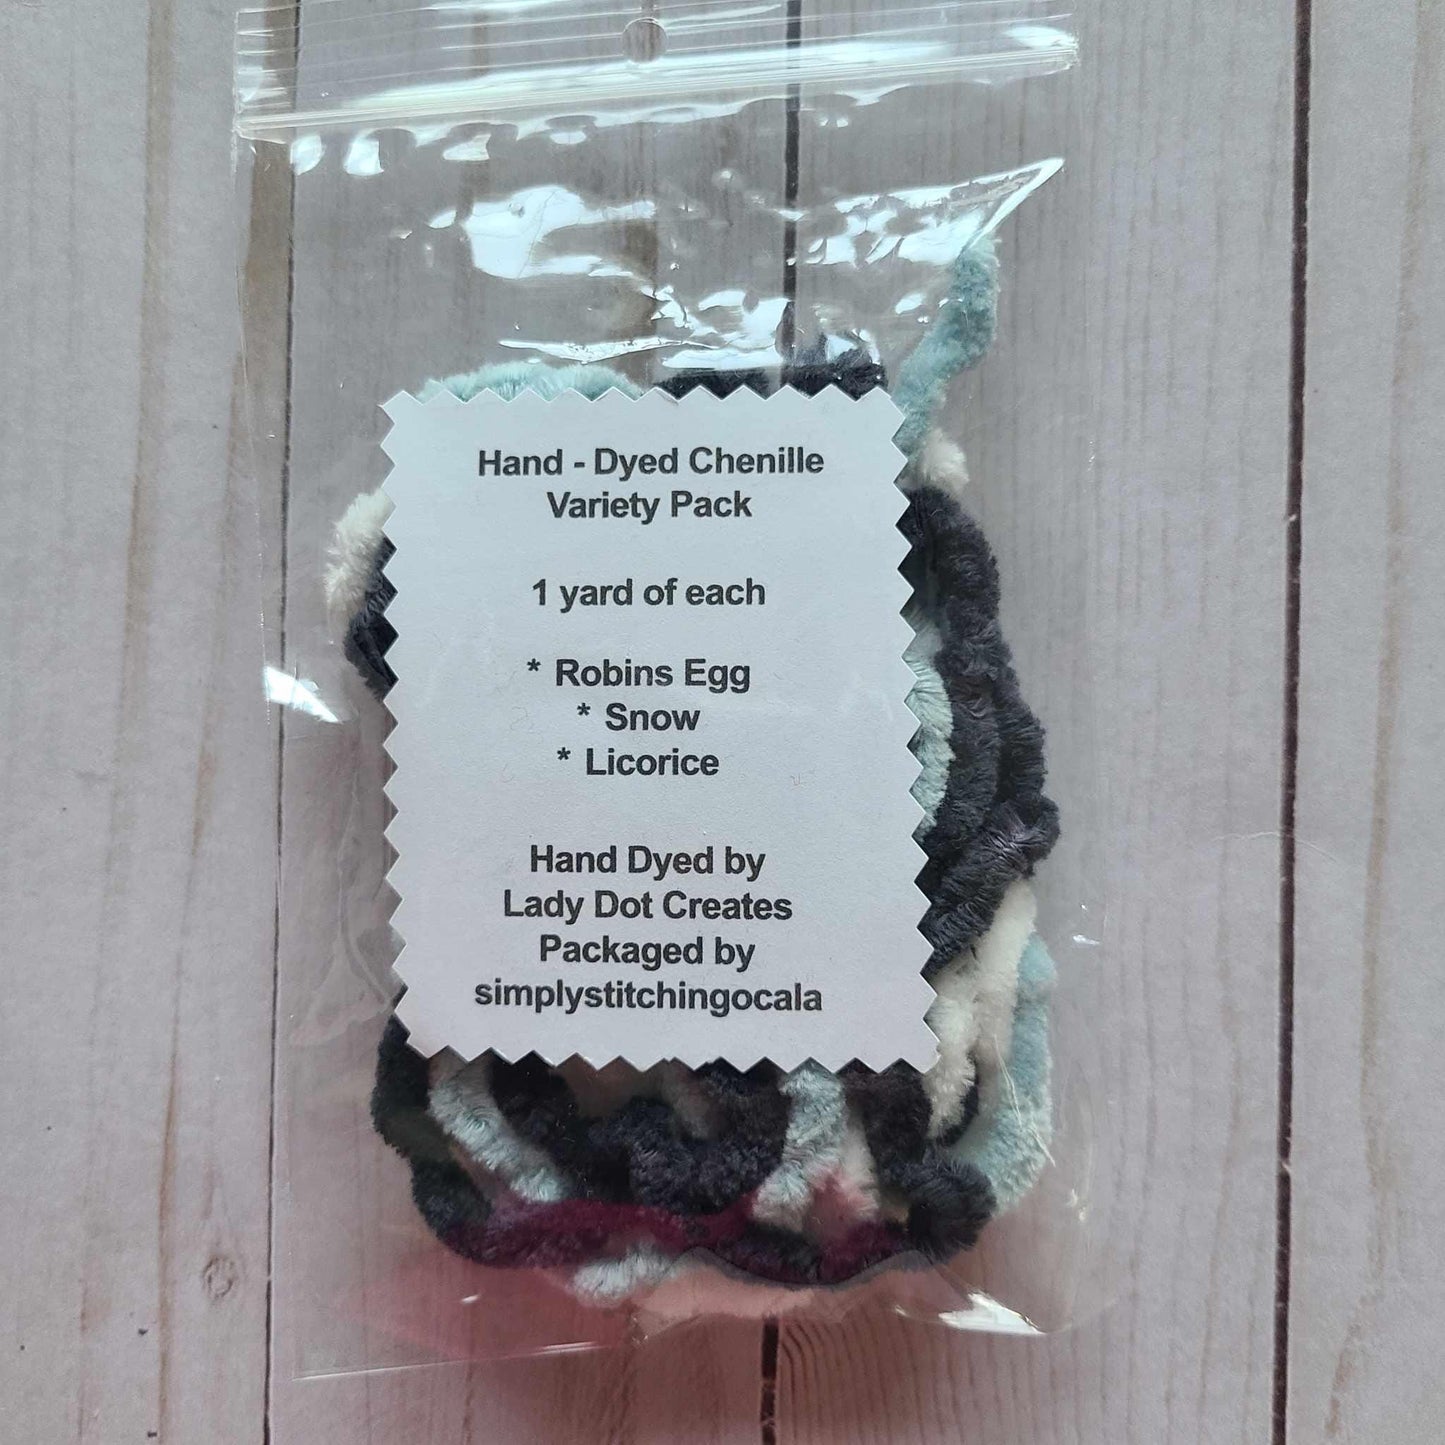 Hand - Dyed Chenille
Variety Pack
1 yard of each
* Robins Egg
* Snow
* Licorice
Hand Dyed by
Lady Dot Creates
Packaged by
simplystitchingocala